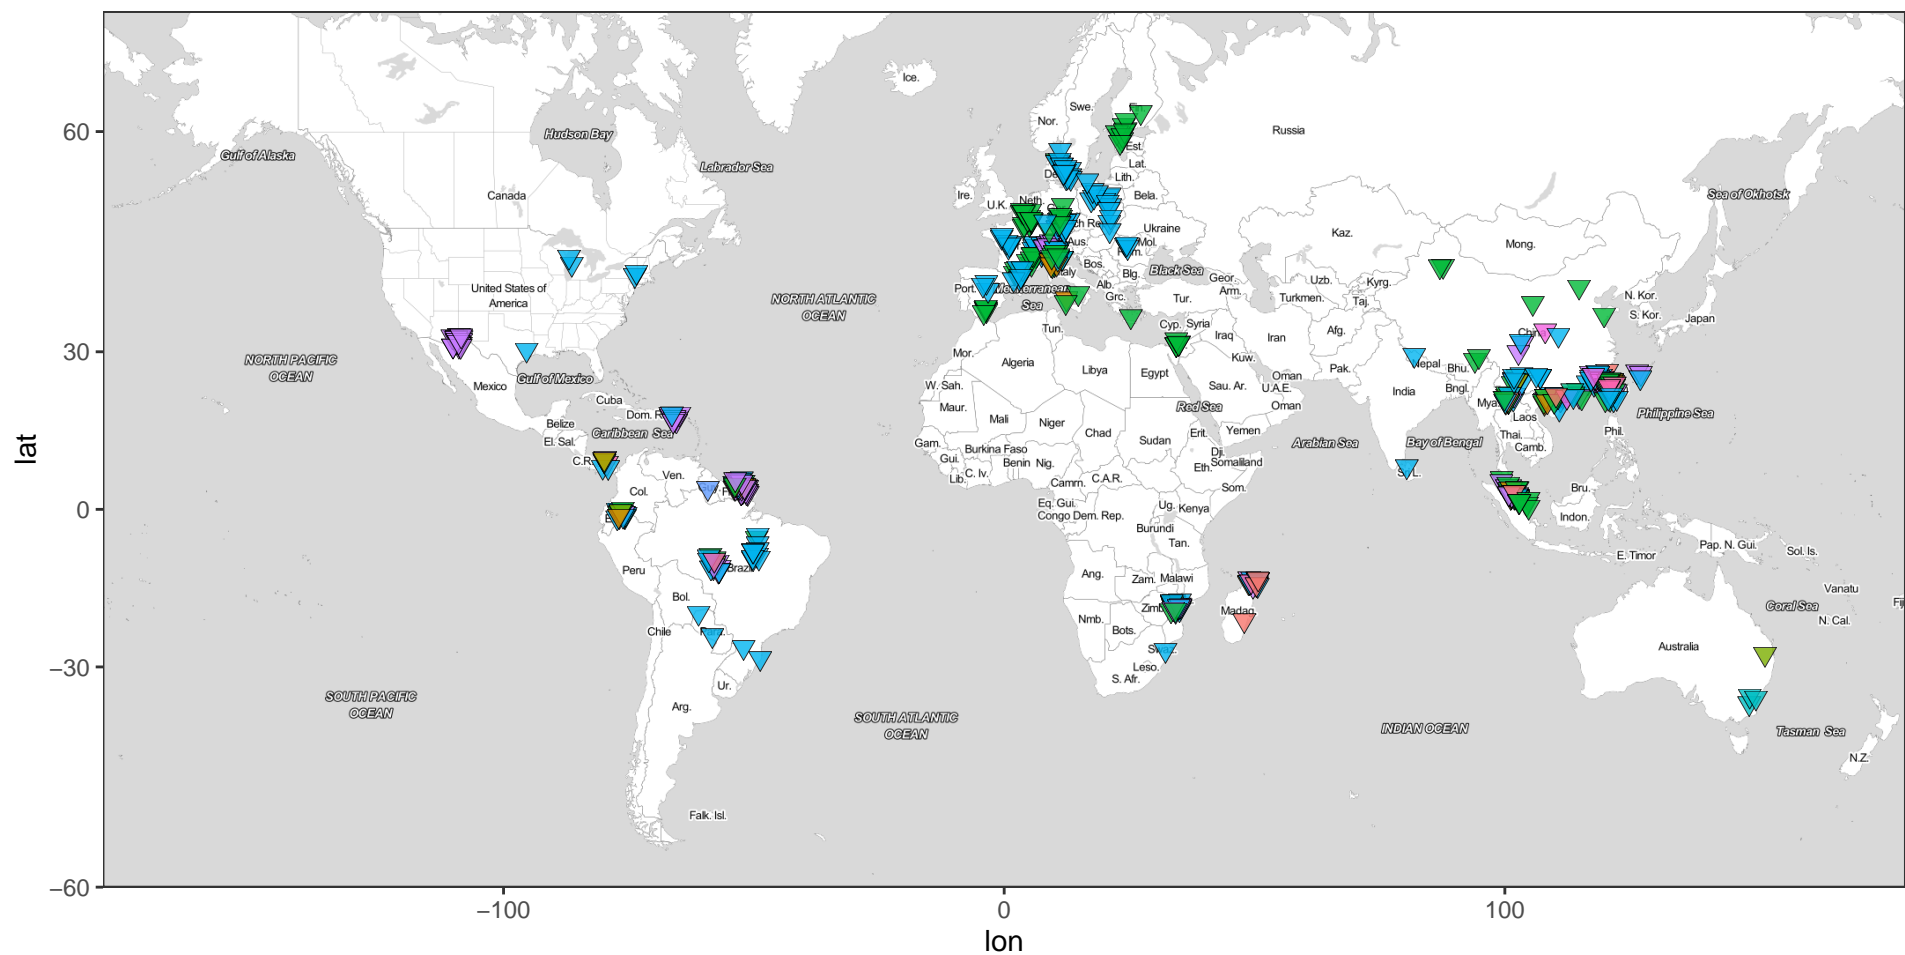 lat
60
30
0
−30
−60
−100
0
100
lon
Ice.
Swe.
Nor.
Russia
Est.
Lat.
Lith.
Bela.
Ire.
U.K.
Neth.
Ukraine
Mol.
Aus.
Bos.
Blg.
Alb.
Grc.
Port.
Italy
Hudson Bay
Gulf of Alaska
Labrador Sea
Canada
United States of
America
NORTH ATLANTIC
OCEAN
NORTH PACIFIC
OCEAN
Gulf of Mexico
Mexico
Cuba
Belize
El. Sal.
Caribbean Sea
Ven.
Col.
Peru
Bol.
Chile
Ur.
Arg.
Falk. Isl.
SOUTH PACIFIC
OCEAN
SOUTH ATLANTIC
OCEAN
Mediterranean
Sea
Black Sea
Tur.
Geor.
Arm.
Cyp.
Syria
Iraq
Iran
Kuw.
Tun.
Mor.
Algeria
Libya
Egypt
W. Sah.
Maur.
Mali
Niger
Chad
Sudan
Red Sea
Sau. Ar.
Oman
U.A.E.
Oman
Yemen
Erit.
Dji.
Somaliland
Eth.
Som.
Gam.
Gui.
Lib.
C. Iv.
Burkina Faso
Benin
Nig.
Camrn.
C.A.R.
Eq. Gui.
Congo
Dem. Rep.
Ug.
Kenya
Burundi
Tan.
Ang.
Zam.
Malawi
Madag.
Nmb.
Bots.
Leso.
S. Afr.
Kaz.
Uzb.
Kyrg.
Turkmen.
Taj.
Afg.
Pak.
India
Nepal
Bhu.
Bngl.
Mong.
China
N. Kor.
S. Kor.
Japan
Sea of Okhotsk
Laos
Thai.
Camb.
Phil.
Philippine Sea
Arabian Sea
Bay of Bengal
Bru.
Indon.
E. Timor
Pap. N. Gui.
Sol. Is.
Vanatu
Fij
N. Cal.
Coral Sea
Australia
Tasman Sea
N.Z.
INDIAN OCEAN